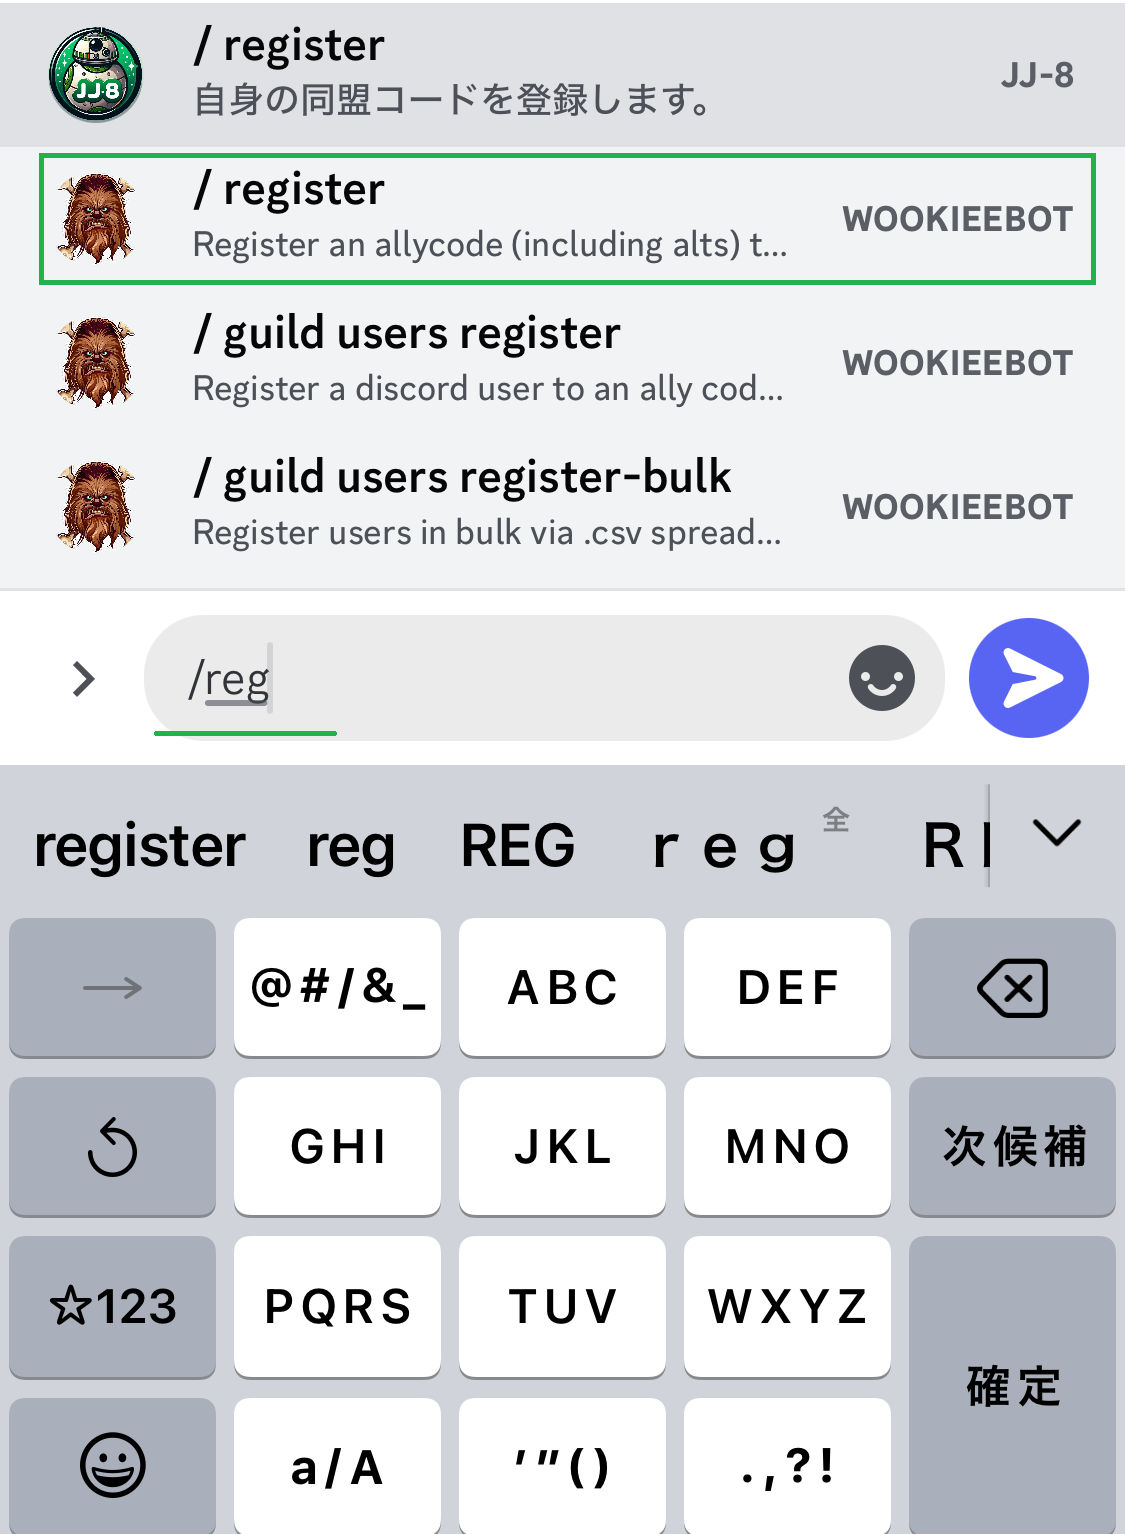 / register
自身の同盟コードを登録します。
JJ-8
JJ-8
/ register
Register an allycode (including alts) t...
WOOKIEEBOT
/ guild users register
Register a discord user to an ally cod...
WOOKIEEBOT
/ guild users register-bulk
Register users in bulk via .csv spread...
WOOKIEEBOT
/reg
register reg REG ｒｅｇ 全 R
→ @#/&_ ABC DEF
GHI JKL MNO 次候補
☆123 PQRS TUV WXYZ
確定
a/A ′″() .,?!